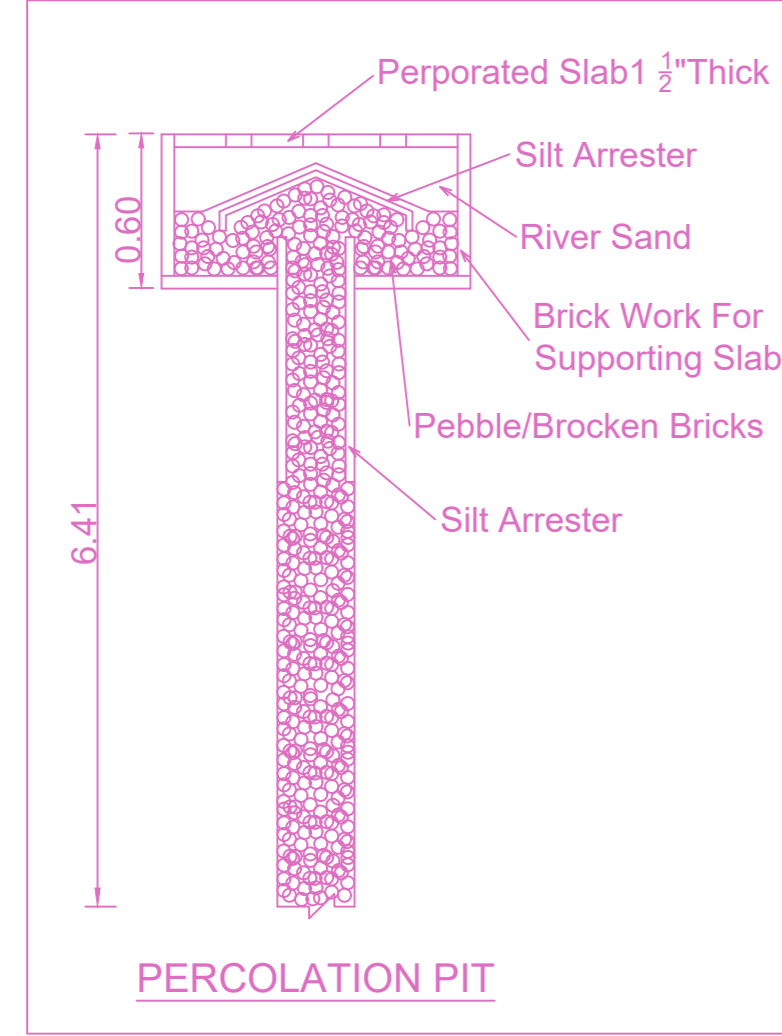 Perporated Slab1 1/2"Thick
Silt Arrester
0.60
River Sand
Brick Work For
Supporting Slab
Pebble/Brocken Bricks
6.41
Silt Arrester
PERCOLATION PIT